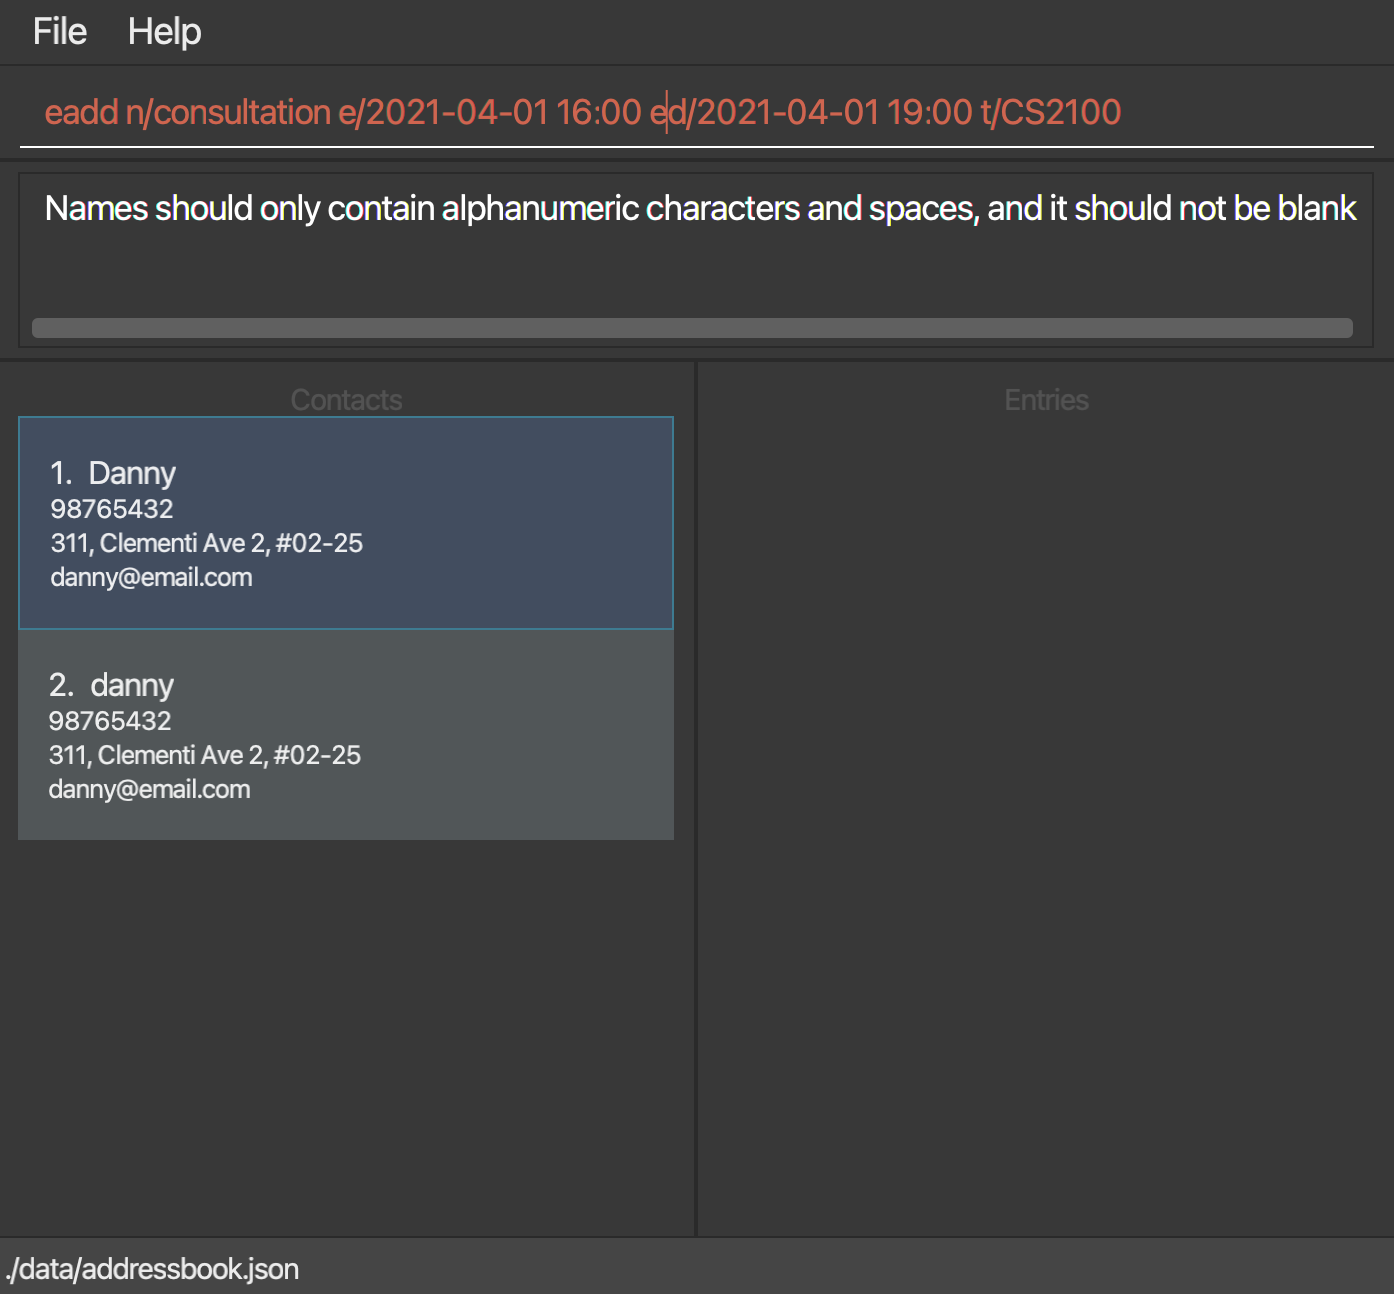 File Help
eadd n/consultation e/2021-04-01 16:00 ed/2021-04-01 19:00 t/CS2100
Names should only contain alphanumeric characters and spaces, and it should not be blank
Contacts
1. Danny
98765432
311, Clementi Ave 2, #02-25
danny@email.com
2. danny
98765432
311, Clementi Ave 2, #02-25
danny@email.com
Entries
./data/addressbook.json